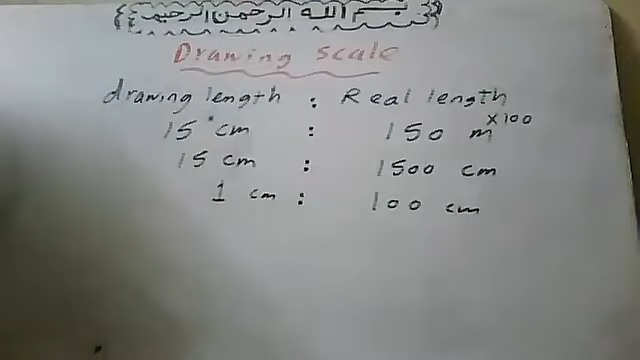 بسم الله الرحمن الرحيم
Drawing scale
drawing length : Real length
15 cm : 150 m x100
15 cm : 1500 cm
1 cm : 100 cm